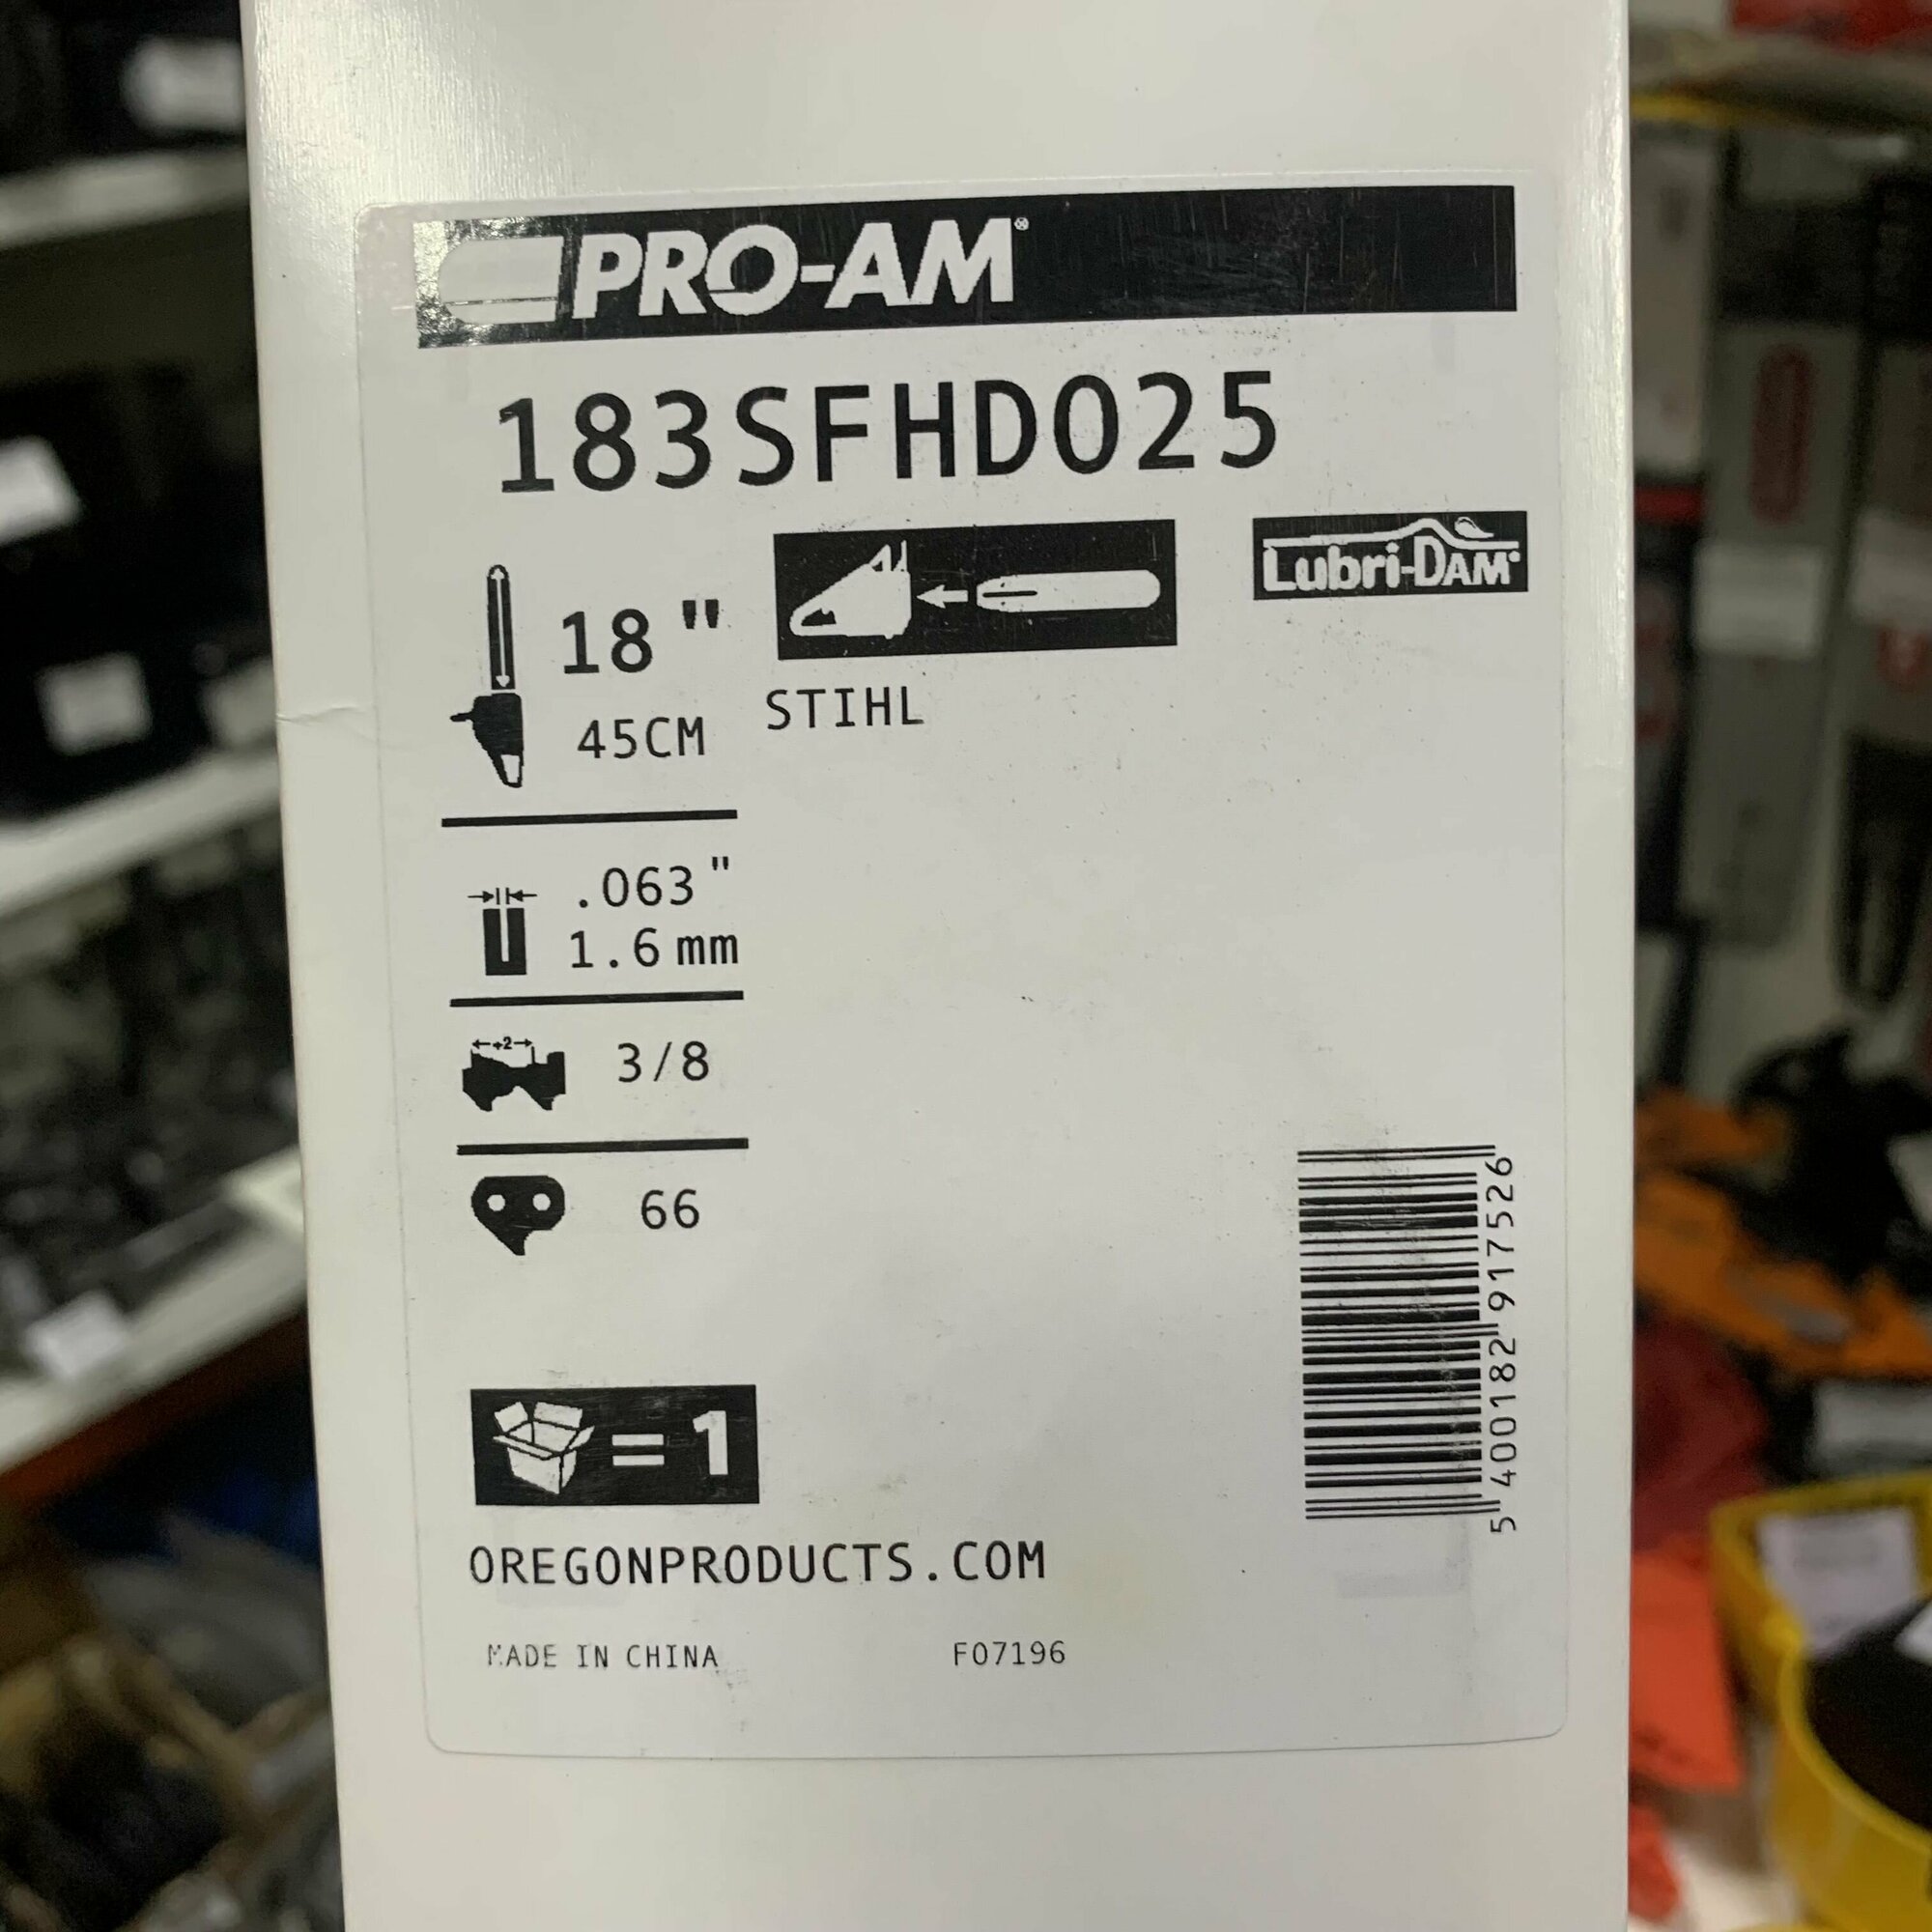 PRO-AM®
183SFHD025
18"
45CM
STIHL
Lubri-DAM
.063"
1.6mm
+2
3/8
66
=1
5 400182 917526
OREGONPRODUCTS.COM
MADE IN CHINA
F07196